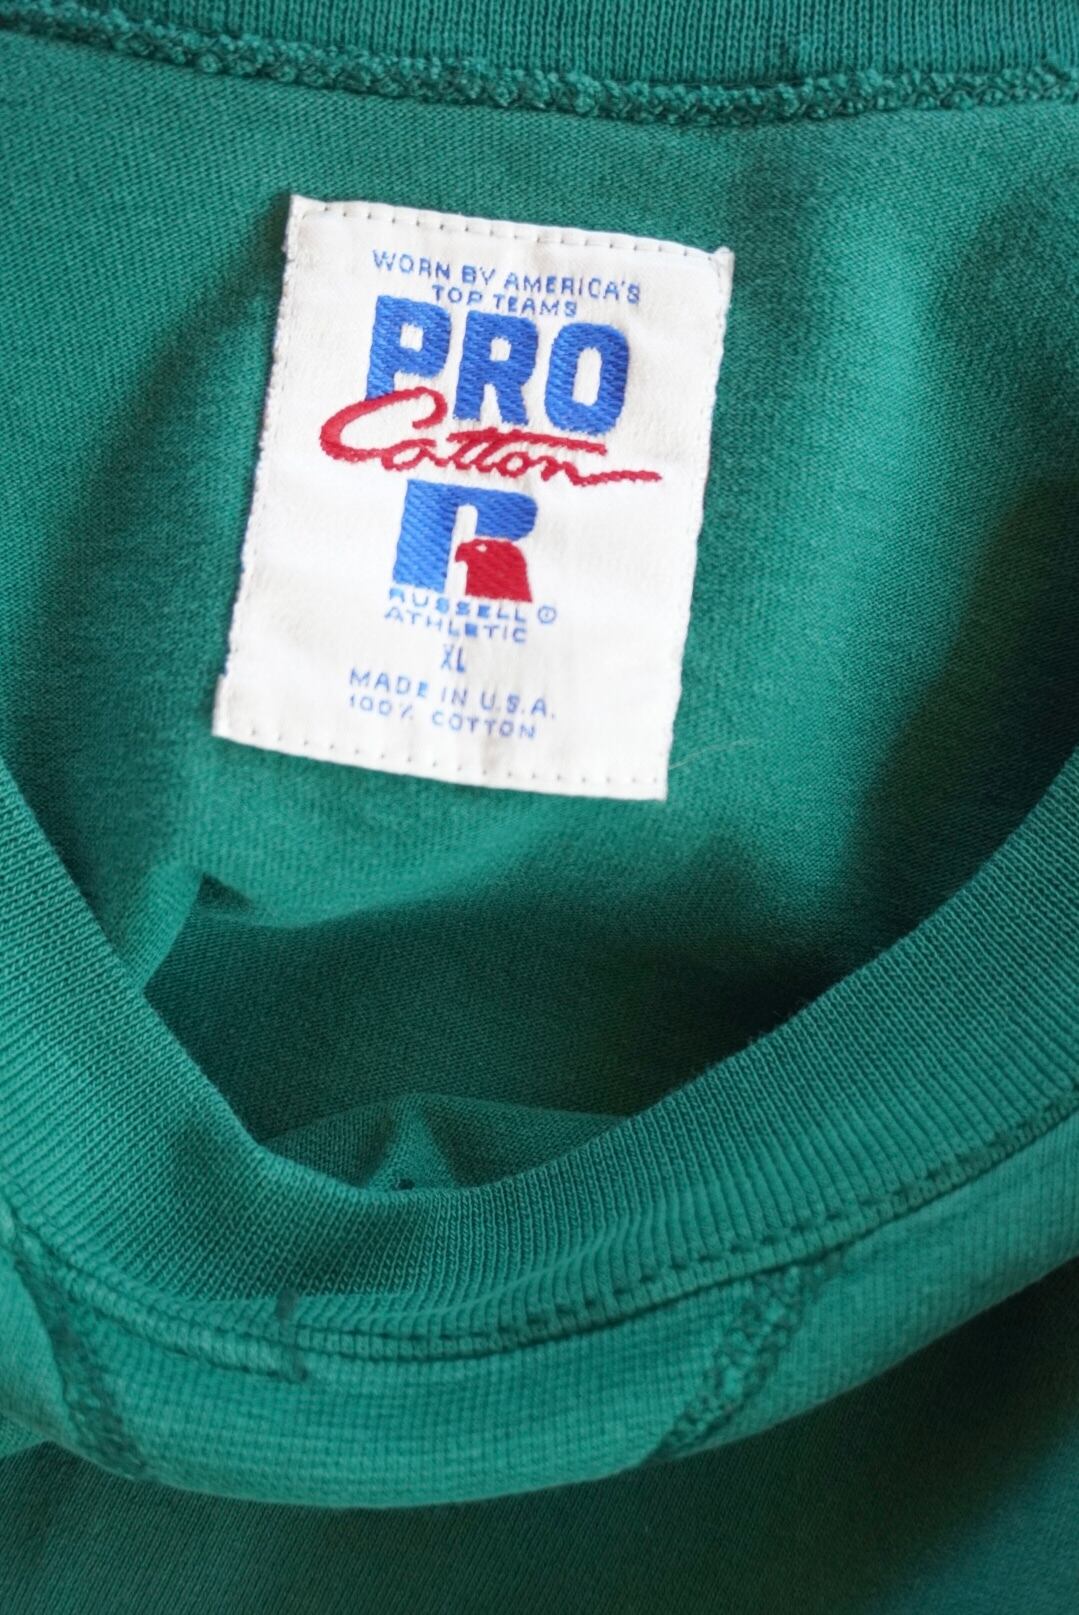 WORN BY AMERICA'S
TOP TEAMS
PRO
Cotton
R
RUSSELL ®
ATHLETIC
XL
MADE IN U.S.A.
100% COTTON